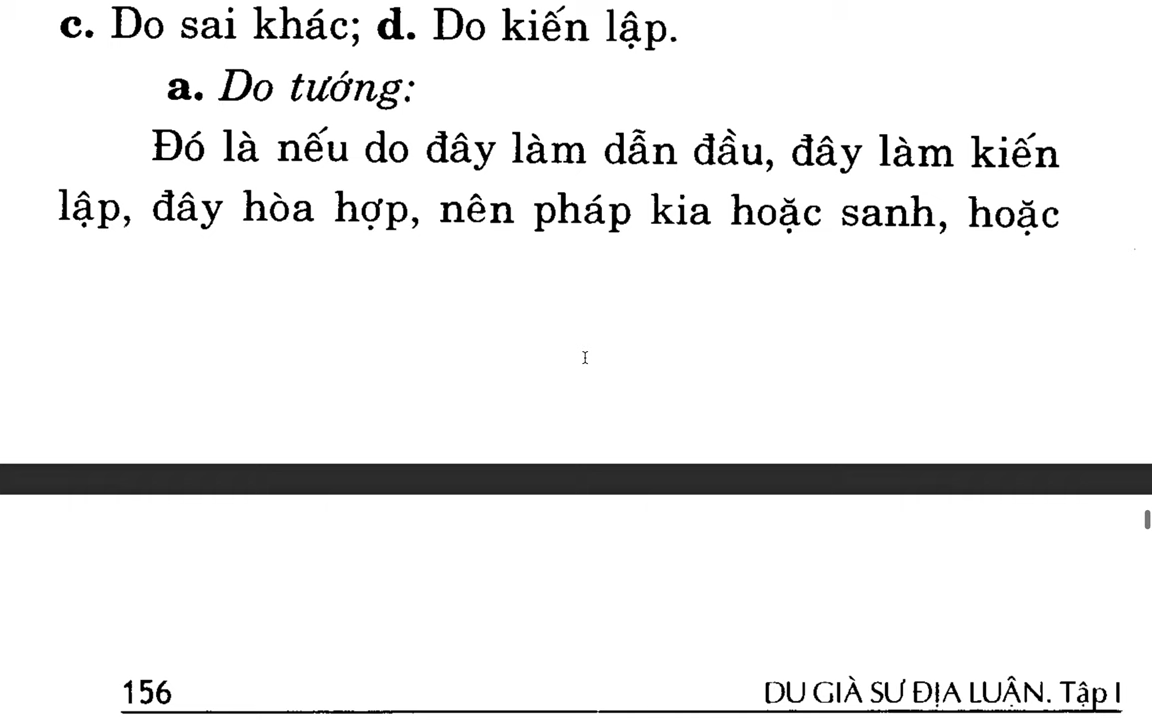 c. Do sai khác; d. Do kiến lập.
a. Do tướng:
Đó là nếu do đây làm dẫn đầu, đây làm kiến
lập, đây hòa hợp, nên pháp kia hoặc sanh, hoặc
156 DU GIÀ SƯ ĐỊA LUẬN. Tập I